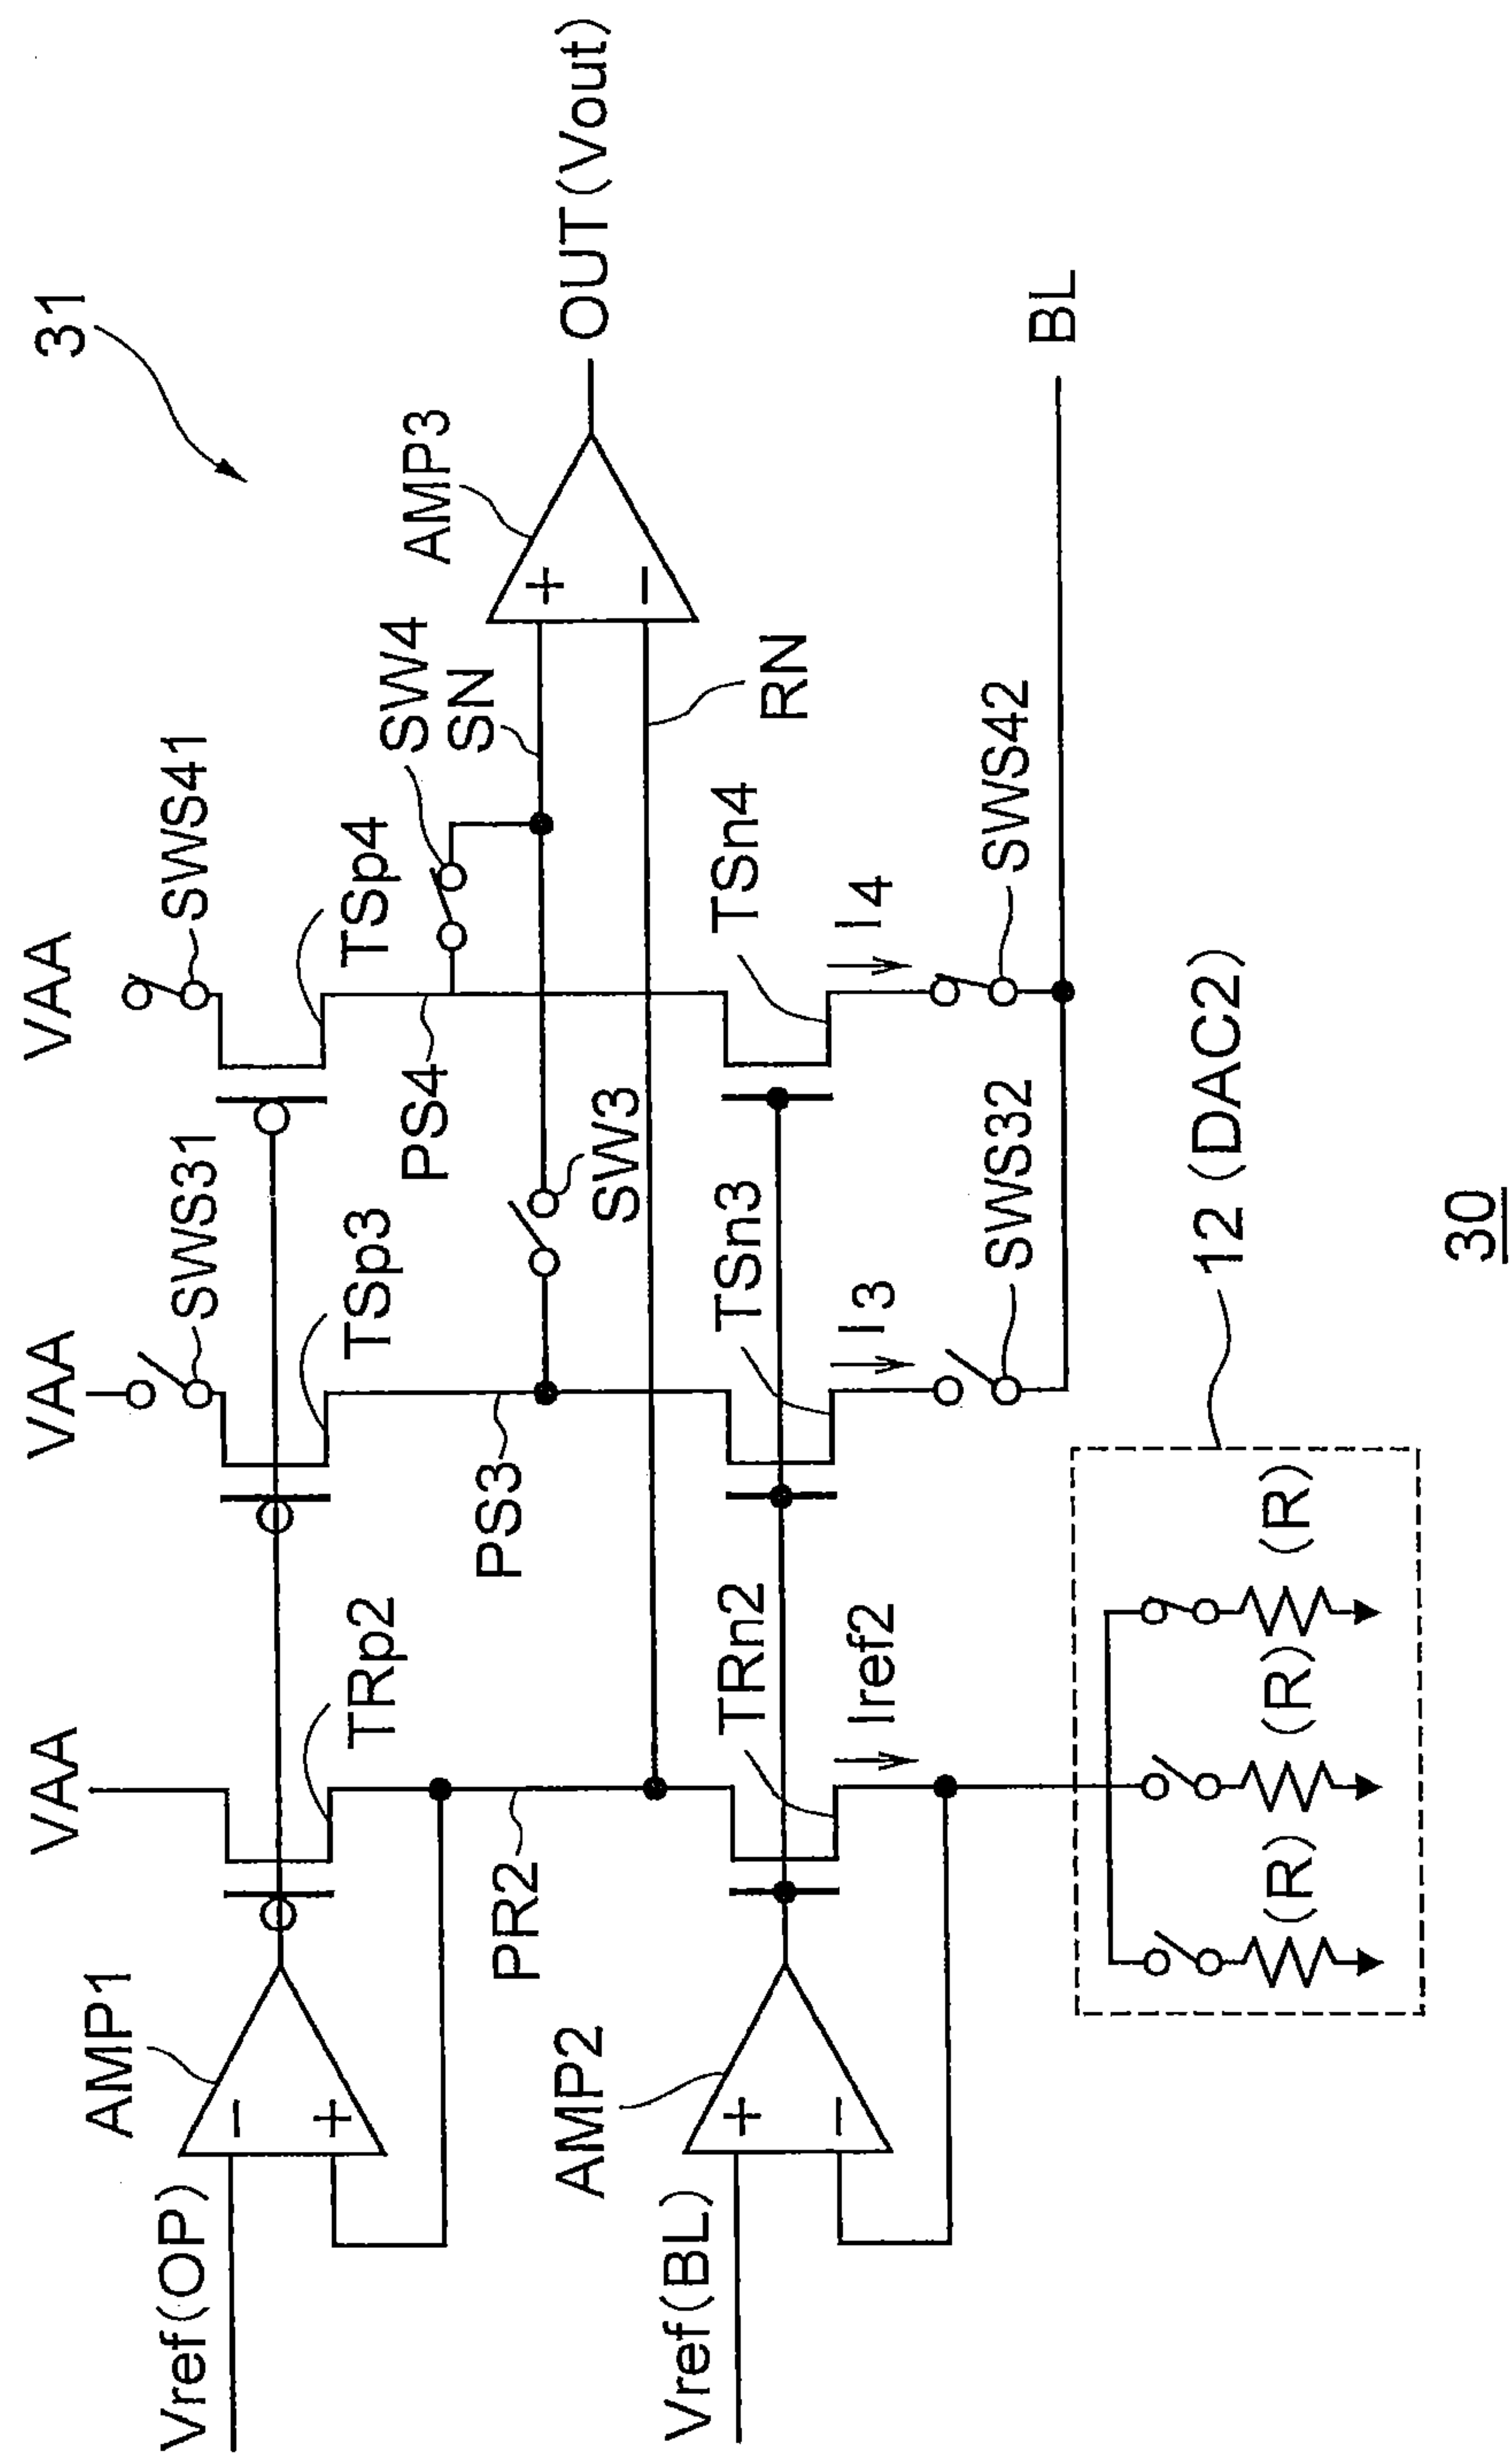 31
VAA
VAA
VAA
SWS31
SWS41
AMP1
TRp2
TSp3
TSp4
Vref(OP)
−
+
SW4
SN
AMP3
PR2
PS3
PS4
+
−
OUT(Vout)
SW3
AMP2
TRn2
TSn3
TSn4
RN
Vref(BL)
+
−
Iref2
I3
I4
SWS32
SWS42
BL
12(DAC2)
(R)
(R)
(R)
30